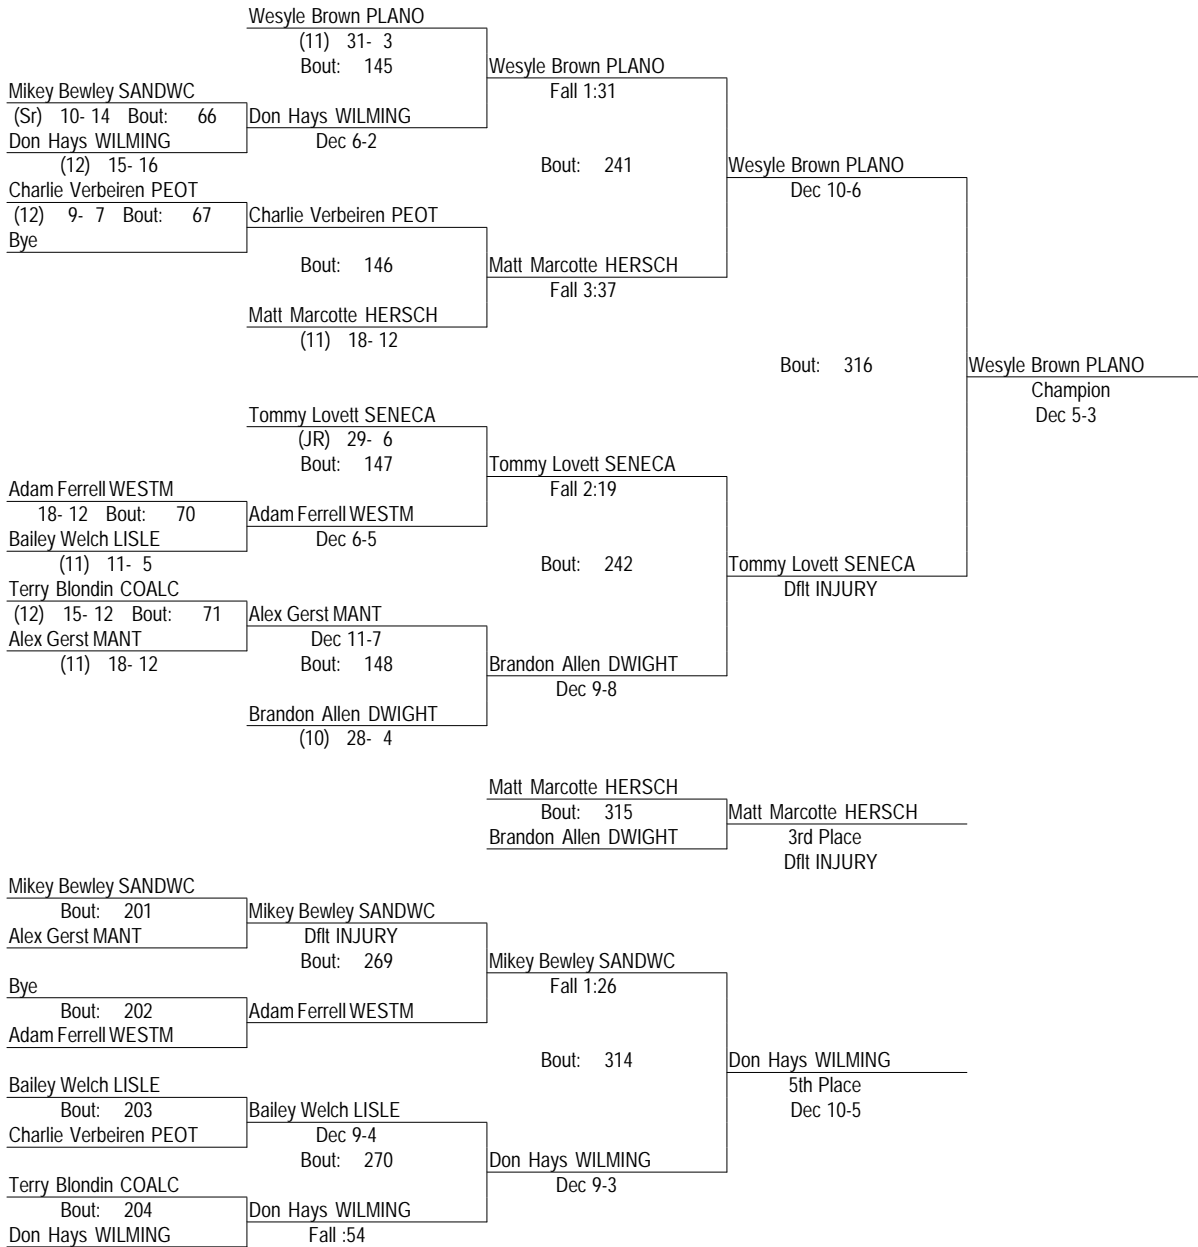 Wesyle Brown PLANO
(11) 31- 3
Bout: 145
Wesyle Brown PLANO
Fall 1:31
Mikey Bewley SANDWC
(Sr) 10- 14 Bout: 66
Don Hays WILMING
Don Hays WILMING
Dec 6-2
(12) 15- 16
Bout: 241
Wesyle Brown PLANO
Dec 10-6
Charlie Verbeiren PEOT
(12) 9- 7 Bout: 67
Charlie Verbeiren PEOT
Bye
Bout: 146
Matt Marcotte HERSCH
Fall 3:37
Matt Marcotte HERSCH
(11) 18- 12
Bout: 316
Wesyle Brown PLANO
Champion
Dec 5-3
Tommy Lovett SENECA
(JR) 29- 6
Bout: 147
Tommy Lovett SENECA
Fall 2:19
Adam Ferrell WESTM
18- 12 Bout: 70
Adam Ferrell WESTM
Bailey Welch LISLE
Dec 6-5
(11) 11- 5
Bout: 242
Tommy Lovett SENECA
Dflt INJURY
Terry Blondin COALC
(12) 15- 12 Bout: 71
Alex Gerst MANT
Alex Gerst MANT
Dec 11-7
(11) 18- 12
Bout: 148
Brandon Allen DWIGHT
Dec 9-8
Brandon Allen DWIGHT
(10) 28- 4
Matt Marcotte HERSCH
Bout: 315
Matt Marcotte HERSCH
Brandon Allen DWIGHT
3rd Place
Dflt INJURY
Mikey Bewley SANDWC
Bout: 201
Mikey Bewley SANDWC
Alex Gerst MANT
Dflt INJURY
Bout: 269
Mikey Bewley SANDWC
Fall 1:26
Bye
Bout: 202
Adam Ferrell WESTM
Adam Ferrell WESTM
Bout: 314
Don Hays WILMING
5th Place
Dec 10-5
Bailey Welch LISLE
Bout: 203
Bailey Welch LISLE
Charlie Verbeiren PEOT
Dec 9-4
Bout: 270
Don Hays WILMING
Dec 9-3
Terry Blondin COALC
Bout: 204
Don Hays WILMING
Don Hays WILMING
Fall :54